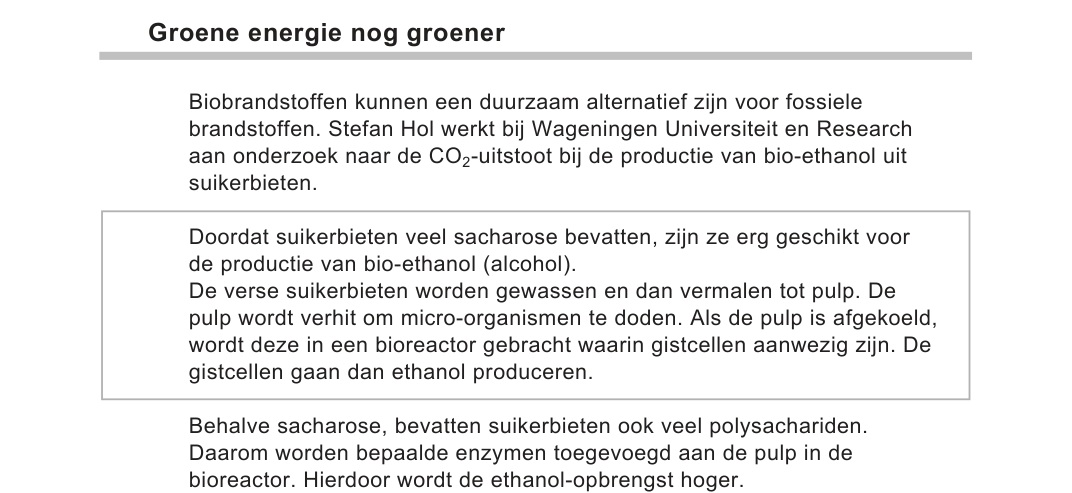 Groene energie nog groener
Biobrandstoffen kunnen een duurzaam alternatief zijn voor fossiele
brandstoffen. Stefan Hol werkt bij Wageningen Universiteit en Research
aan onderzoek naar de CO₂-uitstoot bij de productie van bio-ethanol uit
suikerbieten.
Doordat suikerbieten veel sacharose bevatten, zijn ze erg geschikt voor
de productie van bio-ethanol (alcohol).
De verse suikerbieten worden gewassen en dan vermalen tot pulp. De
pulp wordt verhit om micro-organismen te doden. Als de pulp is afgekoeld,
wordt deze in een bioreactor gebracht waarin gistcellen aanwezig zijn. De
gistcellen gaan dan ethanol produceren.
Behalve sacharose, bevatten suikerbieten ook veel polysachariden.
Daarom worden bepaalde enzymen toegevoegd aan de pulp in de
bioreactor. Hierdoor wordt de ethanol-opbrengst hoger.